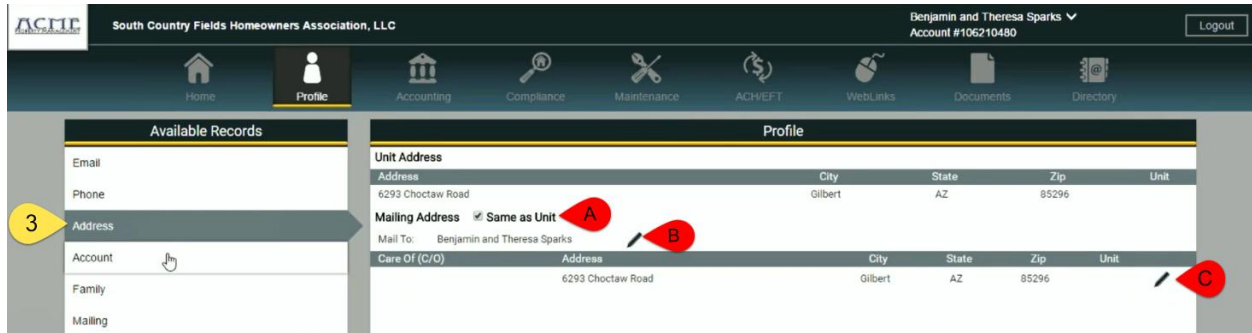 ACME
PROPERTY MANAGEMENT
South Country Fields Homeowners Association, LLC
Benjamin and Theresa Sparks
Account #106210480
Logout
Home Profile Accounting Compliance Maintenance ACH/EFT WebLinks Documents Directory
Available Records
Email
Phone
3 Address
Account
Family
Mailing
Profile
Unit Address
Address City State Zip Unit
6293 Choctaw Road Gilbert AZ 85296
Mailing Address Same as Unit A
Mail To: Benjamin and Theresa Sparks B
Care Of (C/O) Address City State Zip Unit
6293 Choctaw Road Gilbert AZ 85296 C